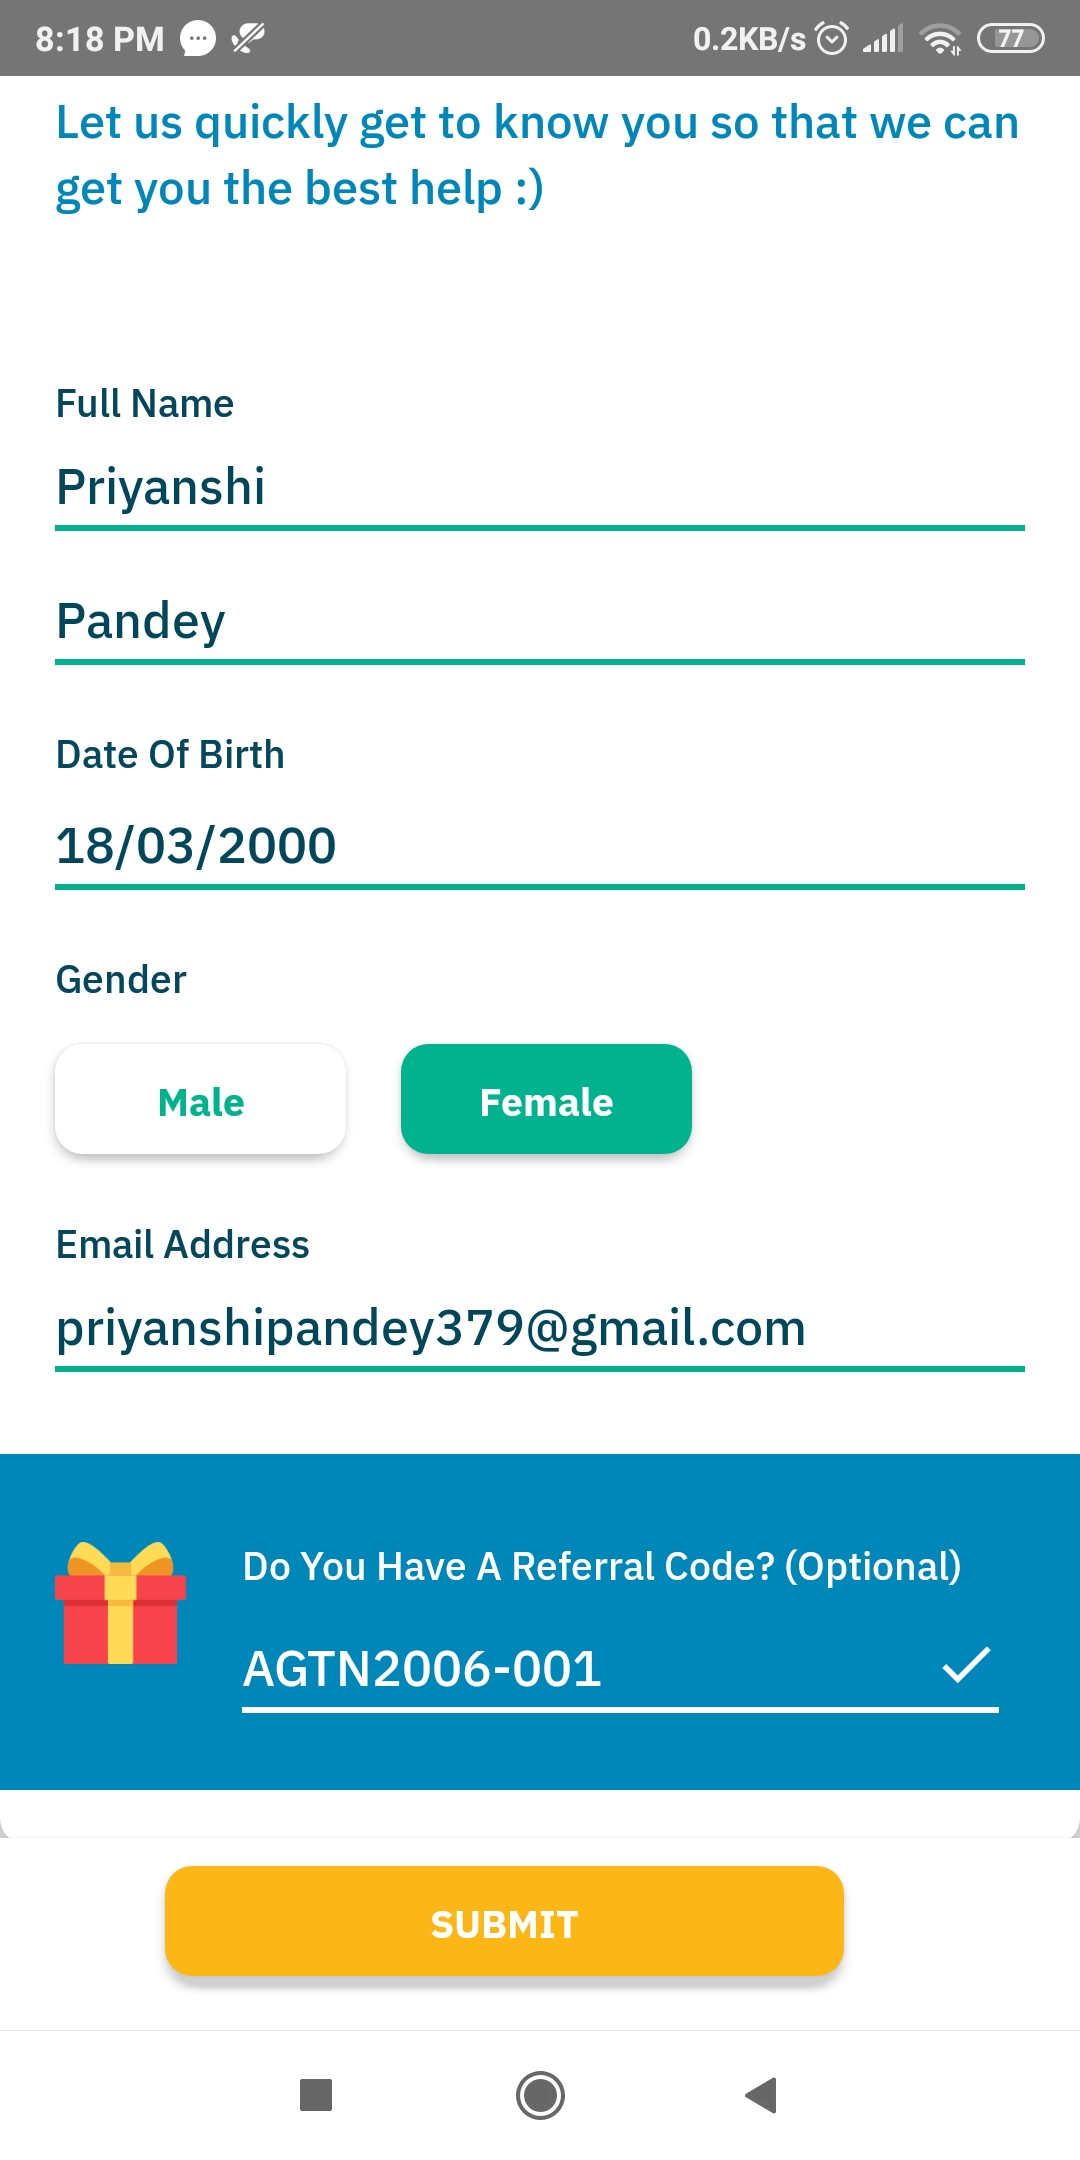 8:18 PM 0.2KB/s 77
Let us quickly get to know you so that we can
get you the best help :)
Full Name
Priyanshi
Pandey
Date Of Birth
18/03/2000
Gender
Male Female
Email Address
priyanshipandey379@gmail.com
Do You Have A Referral Code? (Optional)
AGTN2006-001
SUBMIT